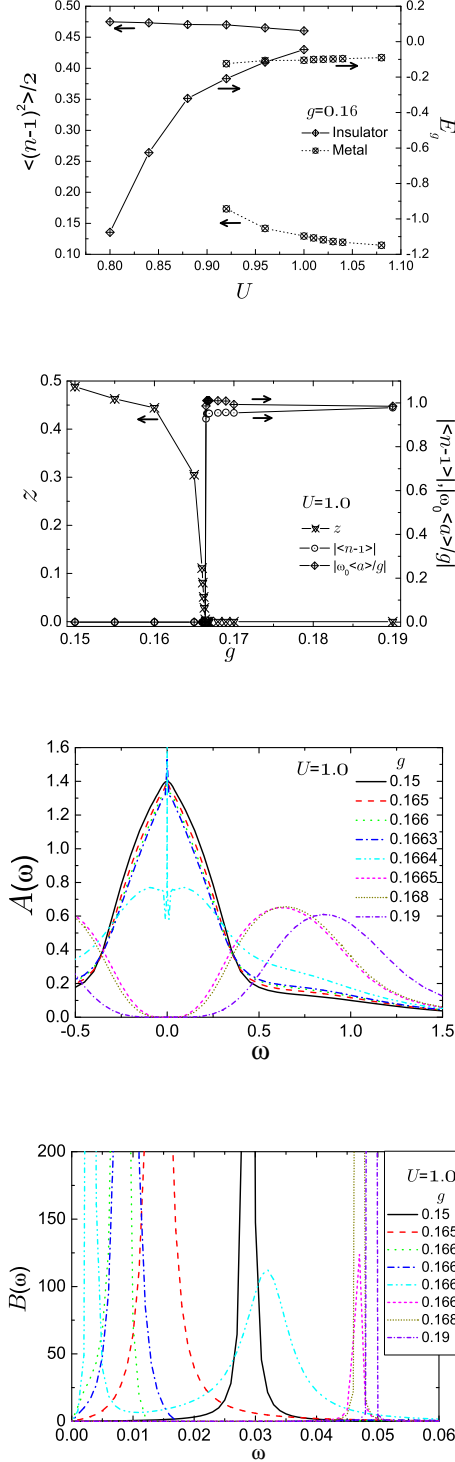 0.50
0.45
0.40
0.35
0.30
0.25
0.20
0.15
0.10
<(n-1)²>/2
0.2
0.0
-0.2
-0.4
-0.6
-0.8
-1.0
-1.2
E_g
g=0.16
Insulator
Metal
0.80 0.85 0.90 0.95 1.00 1.05 1.10
U
0.5
0.4
0.3
0.2
0.1
0.0
z
1.0
0.8
0.6
0.4
0.2
0.0
|<n-1>|,|ω₀<a>/g|
U=1.0
z
|<n-1>|
|ω₀<a>/g|
0.15 0.16 0.17 0.18 0.19
g
1.6
1.4
1.2
1.0
0.8
0.6
0.4
0.2
0.0
A(ω)
U=1.0
g
0.15
0.165
0.166
0.1663
0.1664
0.1665
0.168
0.19
-0.5 0.0 0.5 1.0 1.5
ω
200
150
100
50
0
B(ω)
U=1.0
g
0.15
0.165
0.166
0.166
0.166
0.166
0.168
0.19
0.00 0.01 0.02 0.03 0.04 0.05 0.06
ω